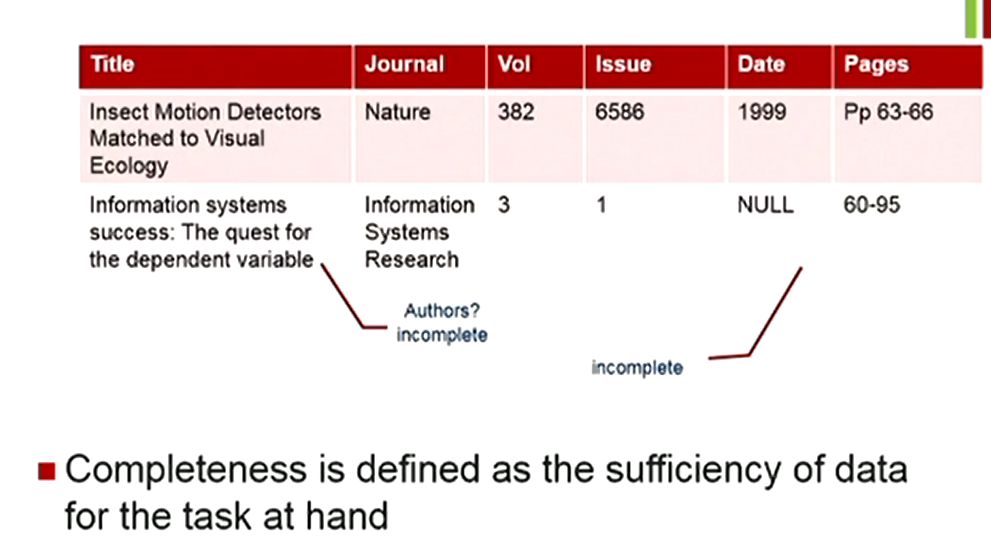 Title Journal Vol Issue Date Pages
Insect Motion Detectors Nature 382 6586 1999 Pp 63-66
Matched to Visual
Ecology
Information systems Information 3 1 NULL 60-95
success: The quest for Systems
the dependent variable Research
Authors?
incomplete
incomplete
Completeness is defined as the sufficiency of data
for the task at hand